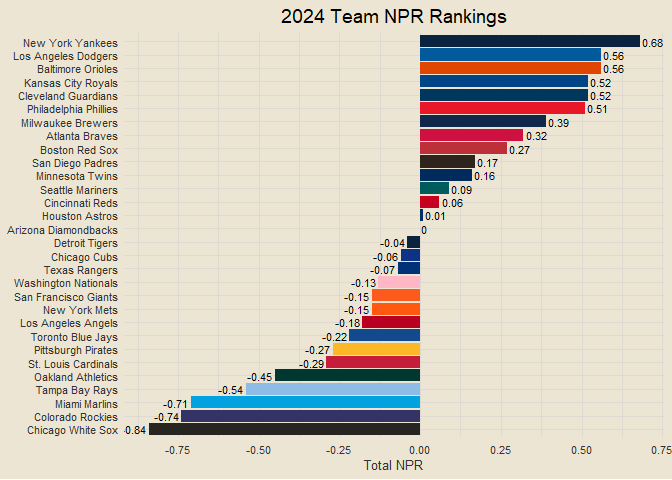 2024 Team NPR Rankings
New York Yankees 0.68
Los Angeles Dodgers 0.56
Baltimore Orioles 0.56
Kansas City Royals 0.52
Cleveland Guardians 0.52
Philadelphia Phillies 0.51
Milwaukee Brewers 0.39
Atlanta Braves 0.32
Boston Red Sox 0.27
San Diego Padres 0.17
Minnesota Twins 0.16
Seattle Mariners 0.09
Cincinnati Reds 0.06
Houston Astros 0.01
Arizona Diamondbacks 0
Detroit Tigers -0.04
Chicago Cubs -0.06
Texas Rangers -0.07
Washington Nationals -0.13
San Francisco Giants -0.15
New York Mets -0.15
Los Angeles Angels -0.18
Toronto Blue Jays -0.22
Pittsburgh Pirates -0.27
St. Louis Cardinals -0.29
Oakland Athletics -0.45
Tampa Bay Rays -0.54
Miami Marlins -0.71
Colorado Rockies -0.74
Chicago White Sox -0.84
-0.75 -0.50 -0.25 0.00 0.25 0.50 0.75
Total NPR